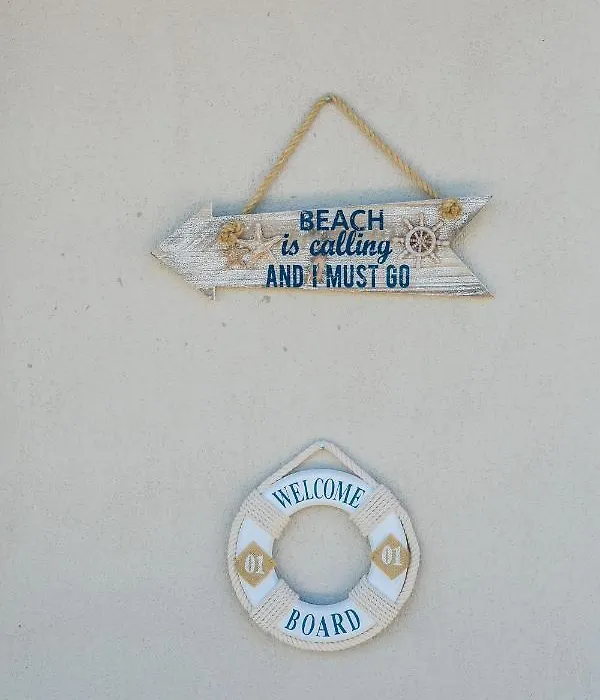 BEACH
is calling
AND I MUST GO
WELCOME
01 01
BOARD